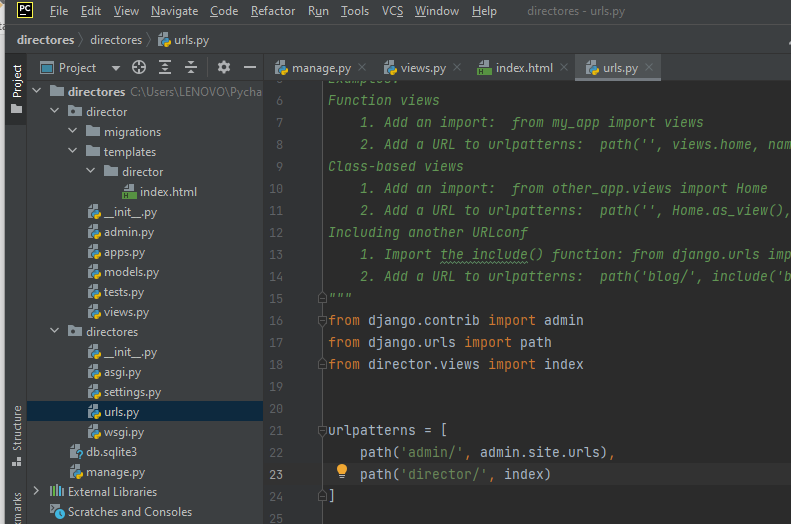 PC File Edit View Navigate Code Refactor Run Tools VCS Window Help directores - urls.py
directores directores urls.py
Project
Project
manage.py views.py index.html urls.py
directores C:\Users\LENOVO\Pycha
director
migrations
templates
director
index.html
__init__.py
admin.py
apps.py
models.py
tests.py
views.py
directores
__init__.py
asgi.py
settings.py
urls.py
wsgi.py
db.sqlite3
manage.py
External Libraries
Scratches and Consoles
Structure
Examples:
6 Function views
7 1. Add an import: from my_app import views
8 2. Add a URL to urlpatterns: path('', views.home, nam
9 Class-based views
10 1. Add an import: from other_app.views import Home
11 2. Add a URL to urlpatterns: path('', Home.as_view(),
12 Including another URLconf
13 1. Import the include() function: from django.urls imp
14 2. Add a URL to urlpatterns: path('blog/', include('b
15 """
16 from django.contrib import admin
17 from django.urls import path
18 from director.views import index
19
20
21 urlpatterns = [
22 path('admin/', admin.site.urls),
23 path('director/', index)
24 ]
25